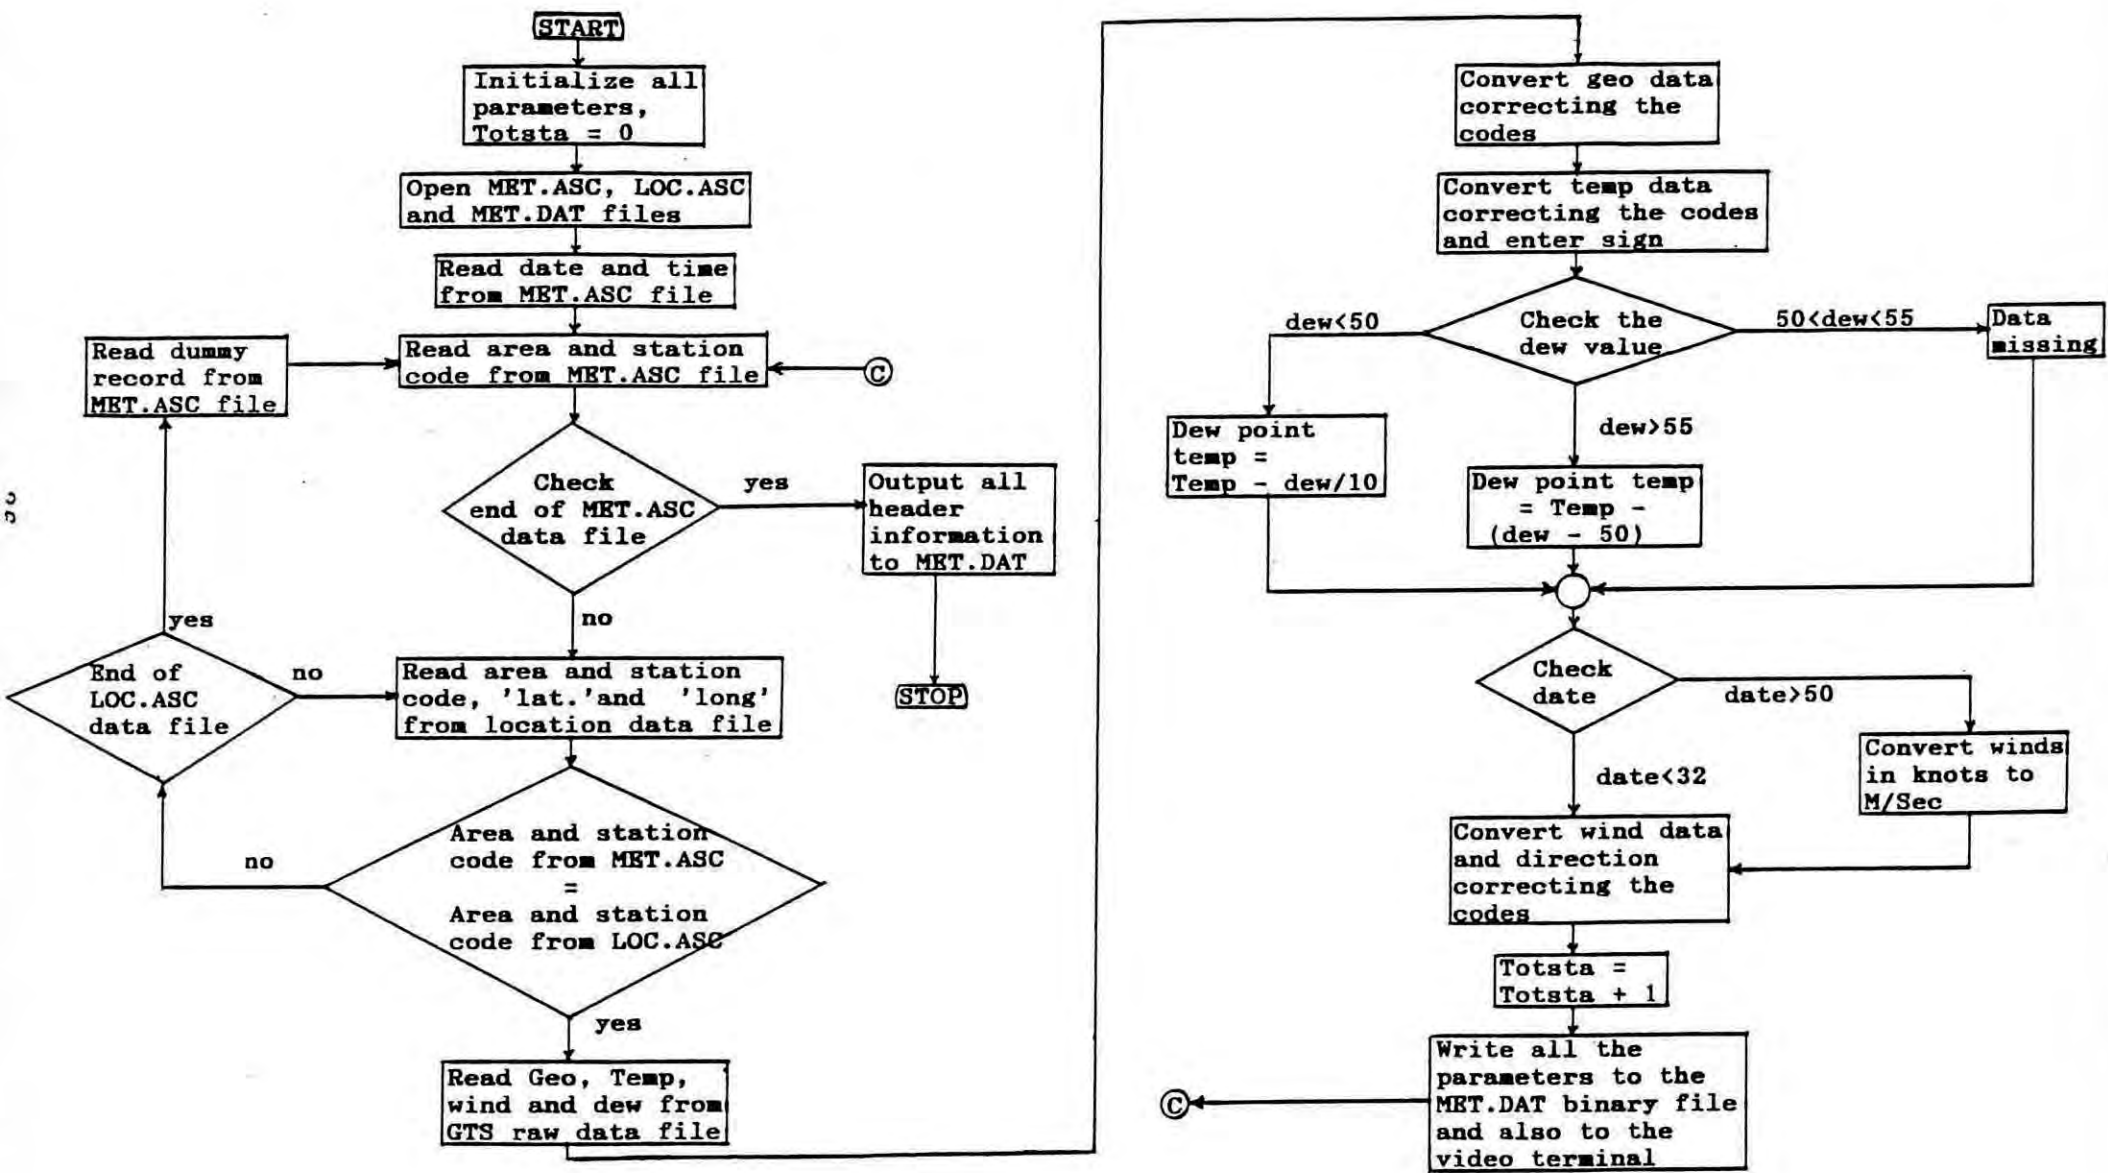 START
Initialize all
parameters,
Totsta = 0
Open MET.ASC, LOC.ASC
and MET.DAT files
Read date and time
from MET.ASC file
Read dummy
record from
MET.ASC file
Read area and station
code from MET.ASC file
C
Check
end of MET.ASC
data file
yes
Output all
header
information
to MET.DAT
no
STOP
yes
End of
LOC.ASC
data file
no
Read area and station
code, 'lat.'and 'long'
from location data file
Area and station
code from MET.ASC
=
Area and station
code from LOC.ASC
no
yes
Read Geo, Temp,
wind and dew from
GTS raw data file
Convert geo data
correcting the
codes
Convert temp data
correcting the codes
and enter sign
Check the
dew value
dew<50
50<dew<55
Data
missing
dew>55
Dew point
temp =
Temp - dew/10
Dew point temp
= Temp -
(dew - 50)
Check
date
date>50
Convert winds
in knots to
M/Sec
date<32
Convert wind data
and direction
correcting the
codes
Totsta =
Totsta + 1
Write all the
parameters to the
MET.DAT binary file
and also to the
video terminal
C